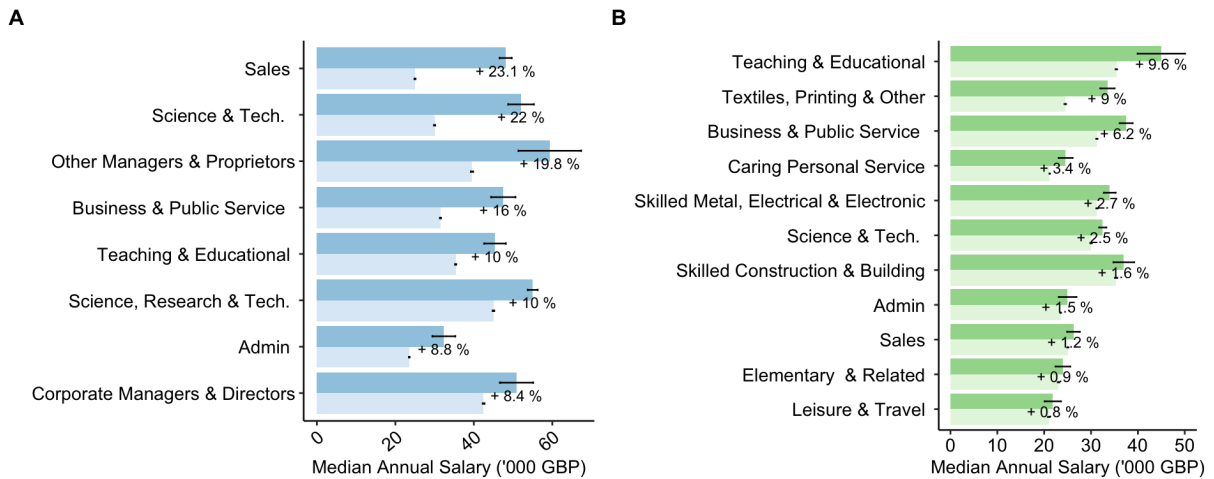 A
Sales
+ 23.1 %
Science & Tech.
+ 22 %
Other Managers & Proprietors
+ 19.8 %
Business & Public Service
+ 16 %
Teaching & Educational
+ 10 %
Science, Research & Tech.
+ 10 %
Admin
+ 8.8 %
Corporate Managers & Directors
+ 8.4 %
0
20
40
60
Median Annual Salary ('000 GBP)
B
Teaching & Educational
+ 9.6 %
Textiles, Printing & Other
+ 9 %
Business & Public Service
+ 6.2 %
Caring Personal Service
+ 3.4 %
Skilled Metal, Electrical & Electronic
+ 2.7 %
Science & Tech.
+ 2.5 %
Skilled Construction & Building
+ 1.6 %
Admin
+ 1.5 %
Sales
+ 1.2 %
Elementary & Related
+ 0.9 %
Leisure & Travel
+ 0.8 %
0
10
20
30
40
50
Median Annual Salary ('000 GBP)